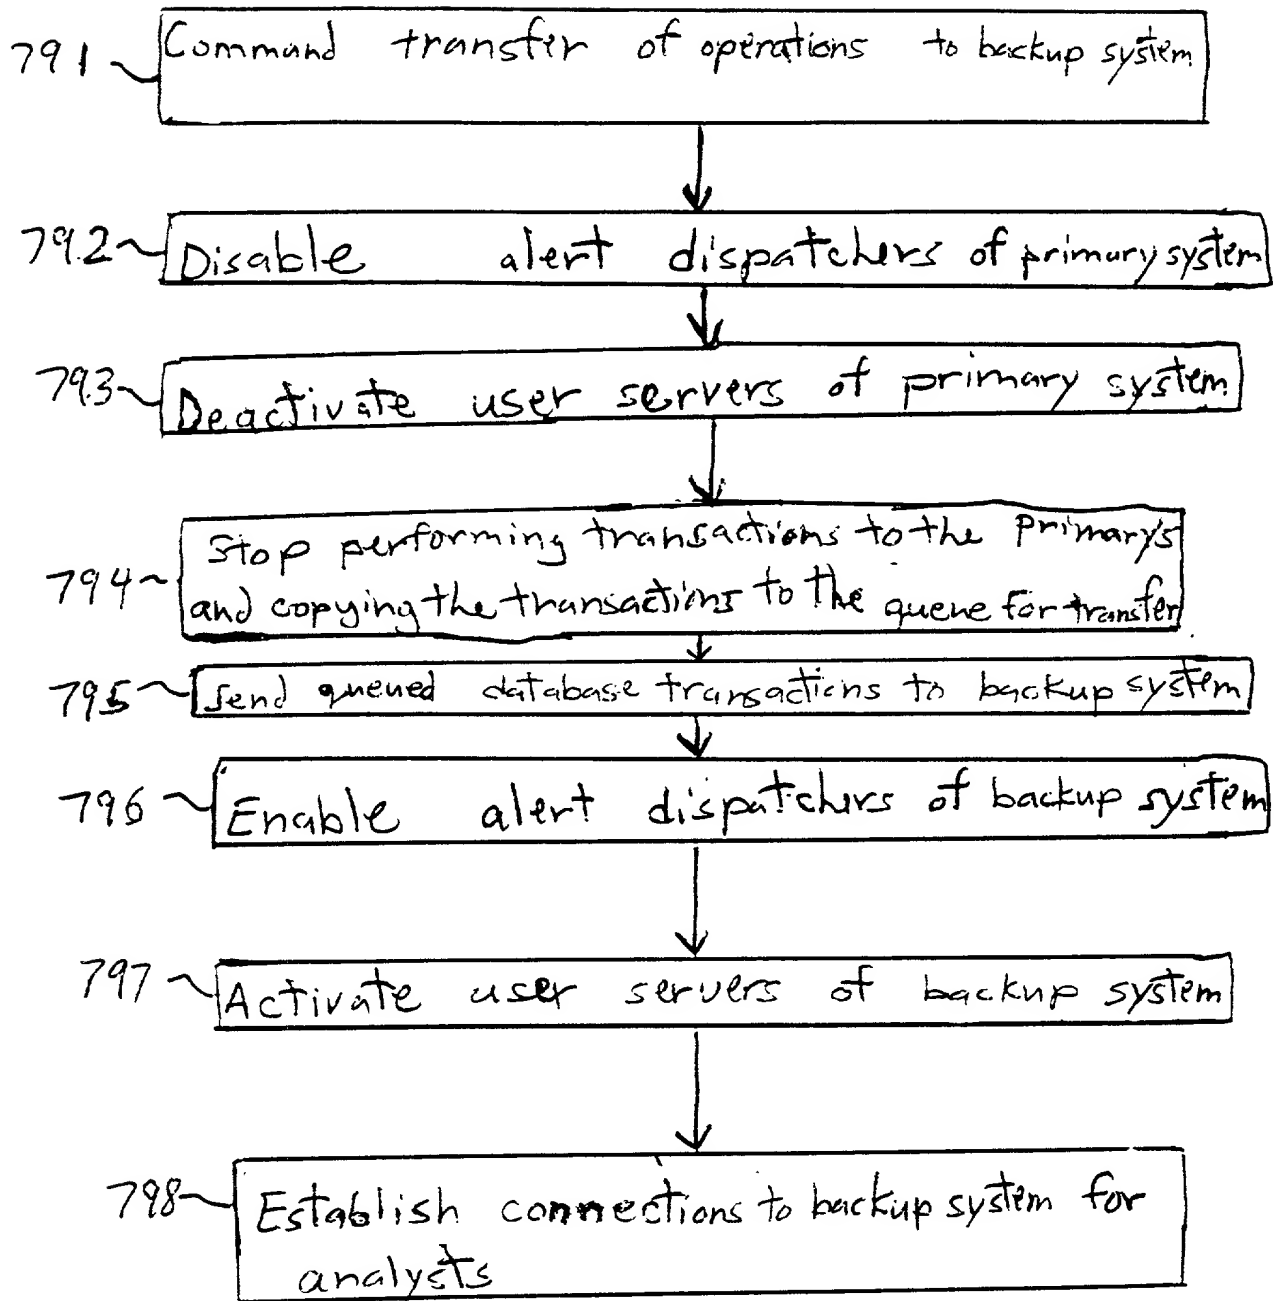 791 Command transfer of operations to backup system
792 Disable alert dispatchers of primary system
793 Deactivate user servers of primary system
Stop performing transactions to the primary's
794 and copying the transactions to the queue for transfer
795 Send queued database transactions to backup system
796 Enable alert dispatchers of backup system
797 Activate user servers of backup system
798 Establish connections to backup system for
analysts